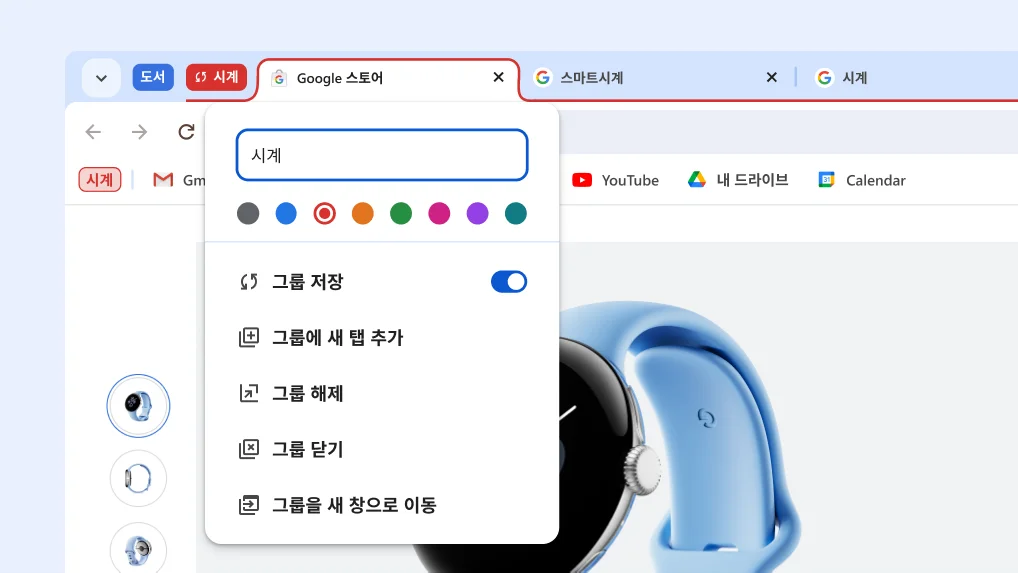 도서
시계
Google 스토어
스마트시계
시계
시계
시계
Gm
YouTube
내 드라이브
31
Calendar
그룹 저장
그룹에 새 탭 추가
그룹 해제
그룹 닫기
그룹을 새 창으로 이동